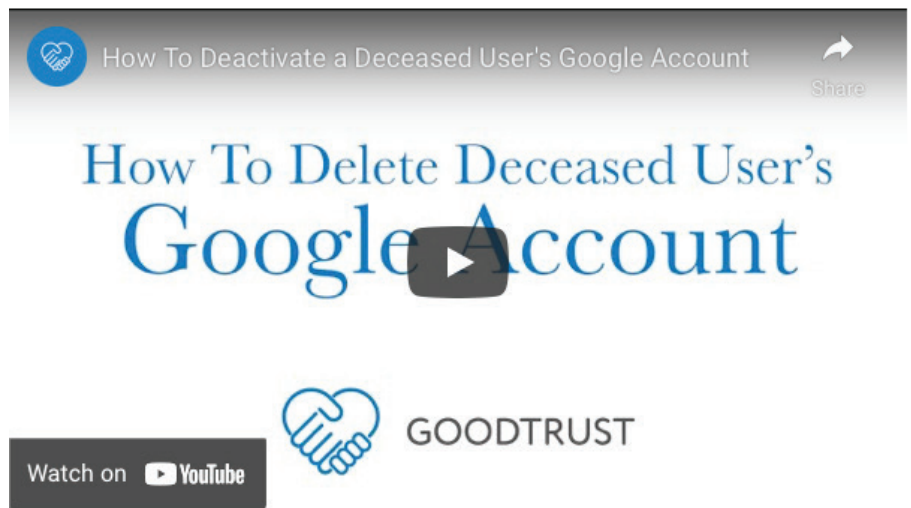 How To Deactivate a Deceased User's Google Account
Share
How To Delete Deceased User’s
Google Account
GOODTRUST
Watch on YouTube